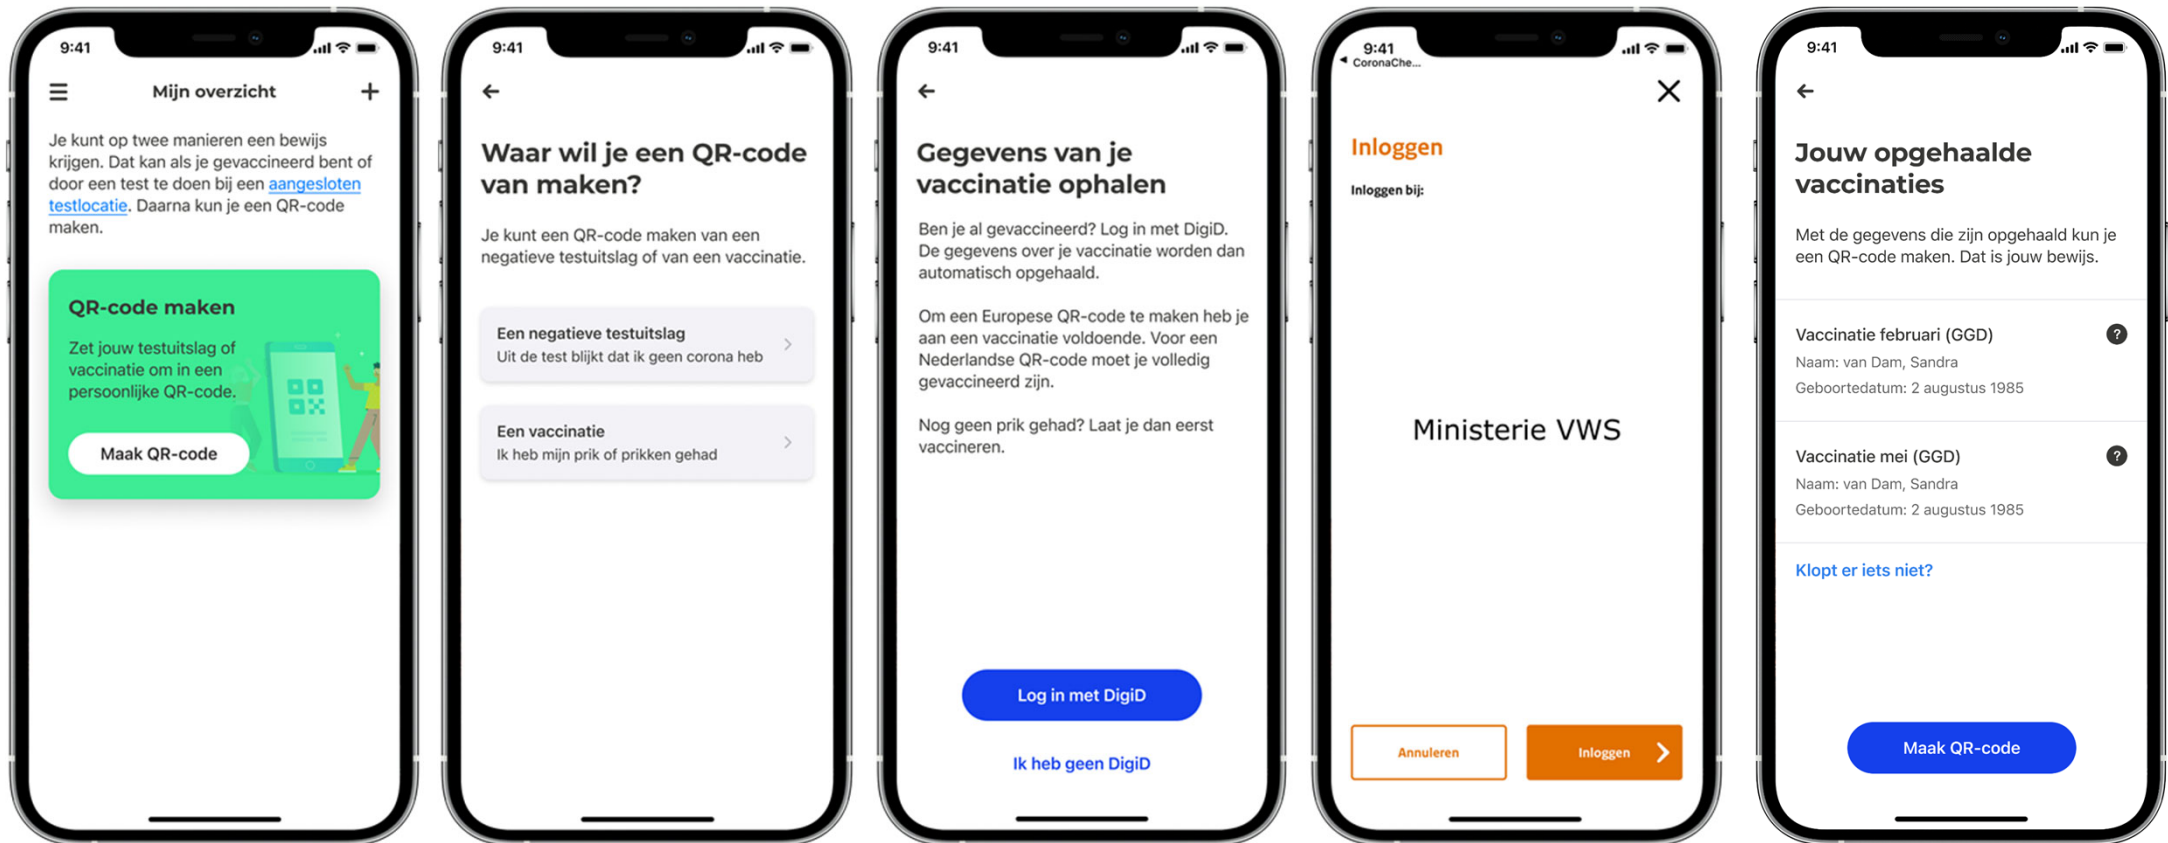 9:41
Mijn overzicht
Je kunt op twee manieren een bewijs
krijgen. Dat kan als je gevaccineerd bent of
door een test te doen bij een aangesloten
testlocatie. Daarna kun je een QR-code
maken.
QR-code maken
Zet jouw testuitslag of
vaccinatie om in een
persoonlijke QR-code.
Maak QR-code
9:41
Waar wil je een QR-code
van maken?
Je kunt een QR-code maken van een
negatieve testuitslag of van een vaccinatie.
Een negatieve testuitslag
Uit de test blijkt dat ik geen corona heb
Een vaccinatie
Ik heb mijn prik of prikken gehad
9:41
Gegevens van je
vaccinatie ophalen
Ben je al gevaccineerd? Log in met DigiD.
De gegevens over je vaccinatie worden dan
automatisch opgehaald.
Om een Europese QR-code te maken heb je
aan een vaccinatie voldoende. Voor een
Nederlandse QR-code moet je volledig
gevaccineerd zijn.
Nog geen prik gehad? Laat je dan eerst
vaccineren.
Log in met DigiD
Ik heb geen DigiD
9:41
CoronaChe...
Inloggen
Inloggen bij:
Ministerie VWS
Annuleren
Inloggen
9:41
Jouw opgehaalde
vaccinaties
Met de gegevens die zijn opgehaald kun je
een QR-code maken. Dat is jouw bewijs.
Vaccinatie februari (GGD)
?
Naam: van Dam, Sandra
Geboortedatum: 2 augustus 1985
Vaccinatie mei (GGD)
?
Naam: van Dam, Sandra
Geboortedatum: 2 augustus 1985
Klopt er iets niet?
Maak QR-code